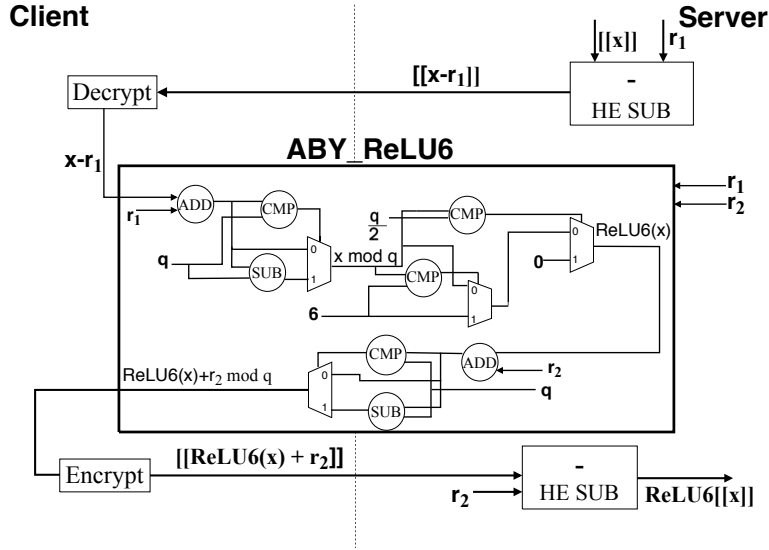 Client
Server
[[x]]
r1
[[x-r1]]
-
HE SUB
Decrypt
x-r1
ABY_ReLU6
r1
r2
ADD
r1
CMP
q
SUB
0
1
x mod q
q
2
CMP
0
1
ReLU6(x)
0
CMP
0
1
6
CMP
ADD
r2
0
1
SUB
q
ReLU6(x)+r2 mod q
Encrypt
[[ReLU6(x) + r2]]
-
HE SUB
r2
ReLU6[[x]]